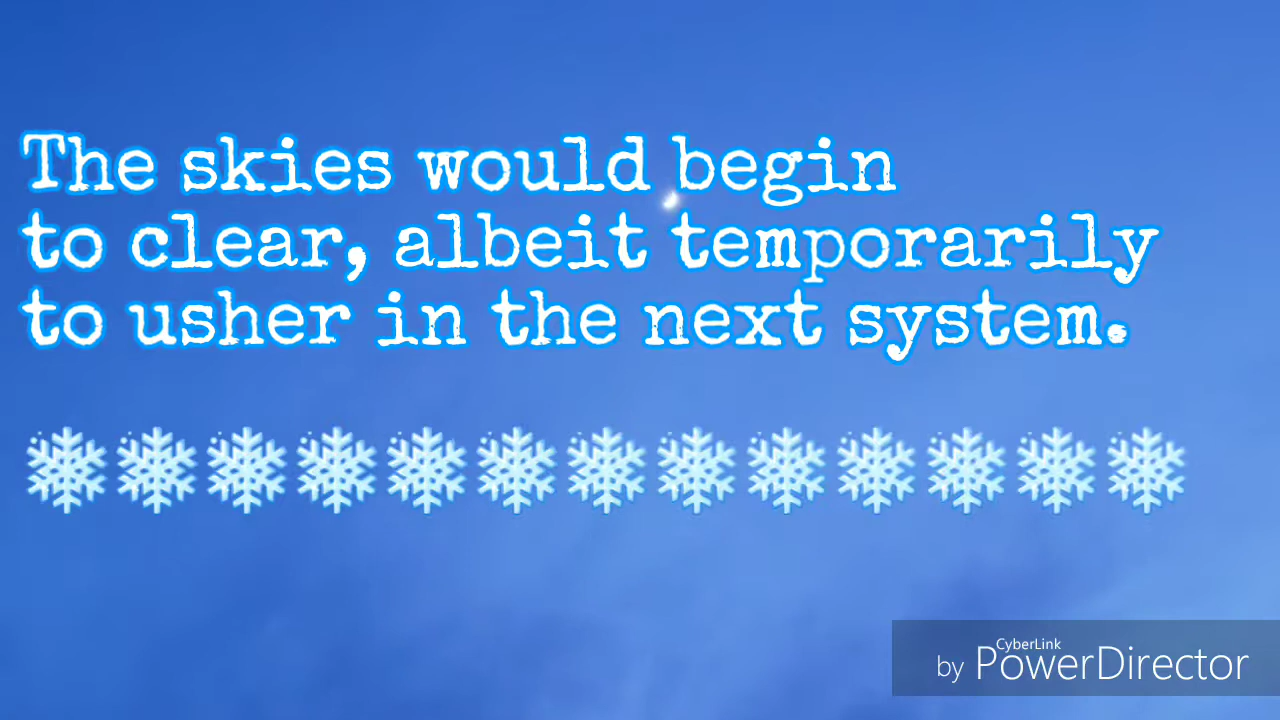 The skies would begin
to clear, albeit temporarily
to usher in the next system.
❄❄❄❄❄❄❄❄❄❄❄❄❄
CyberLink
by PowerDirector